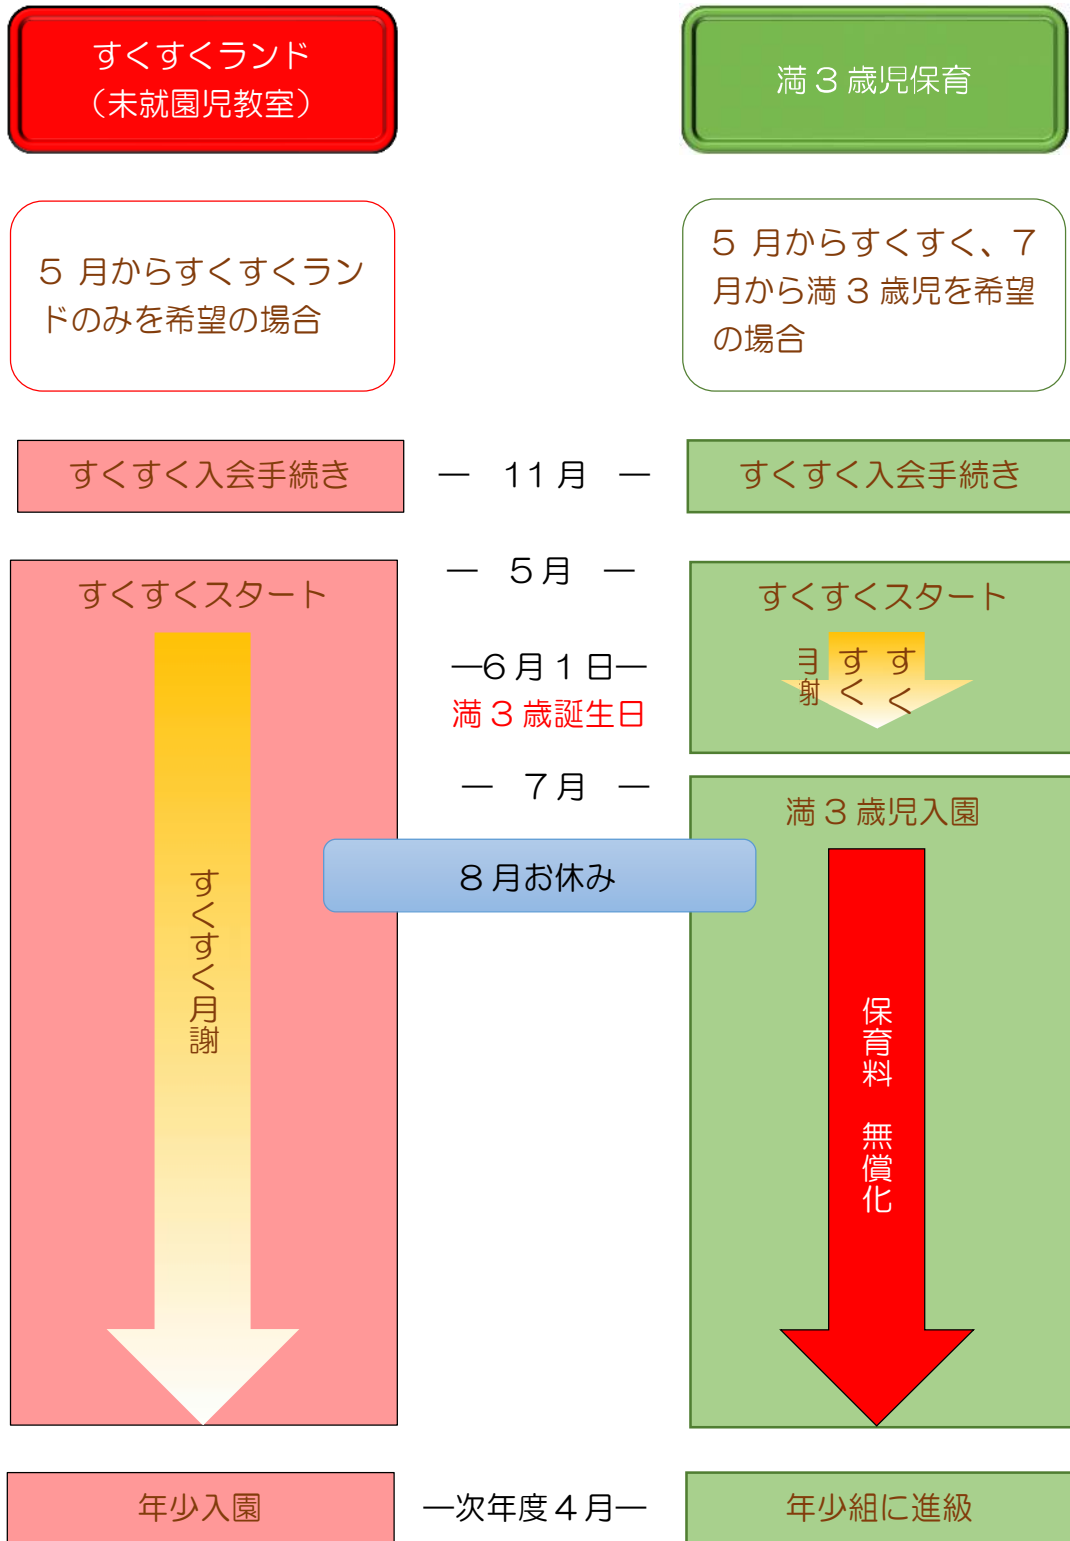 すくすくランド
（未就園児教室）
満３歳児保育
５ 月からすくすくラン
ドのみを希望の場合
５ 月からすくすく、７
月から満３歳児を希望
の場合
すくすく入会手続き
― 11月 ―
すくすく入会手続き
すくすくスタート
― ５月 ―
すくすくスタート
―6月１日―
満３歳誕生日
すく
すく
月謝
― ７月 ―
満３歳児入園
８月お休み
すくすく月謝
保育料 無償化
年少入園
―次年度４月―
年少組に進級